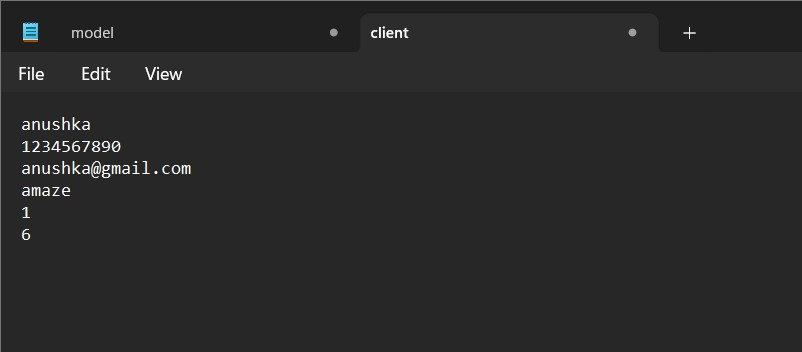 model client +
File Edit View
anushka
1234567890
anushka@gmail.com
amaze
1
6